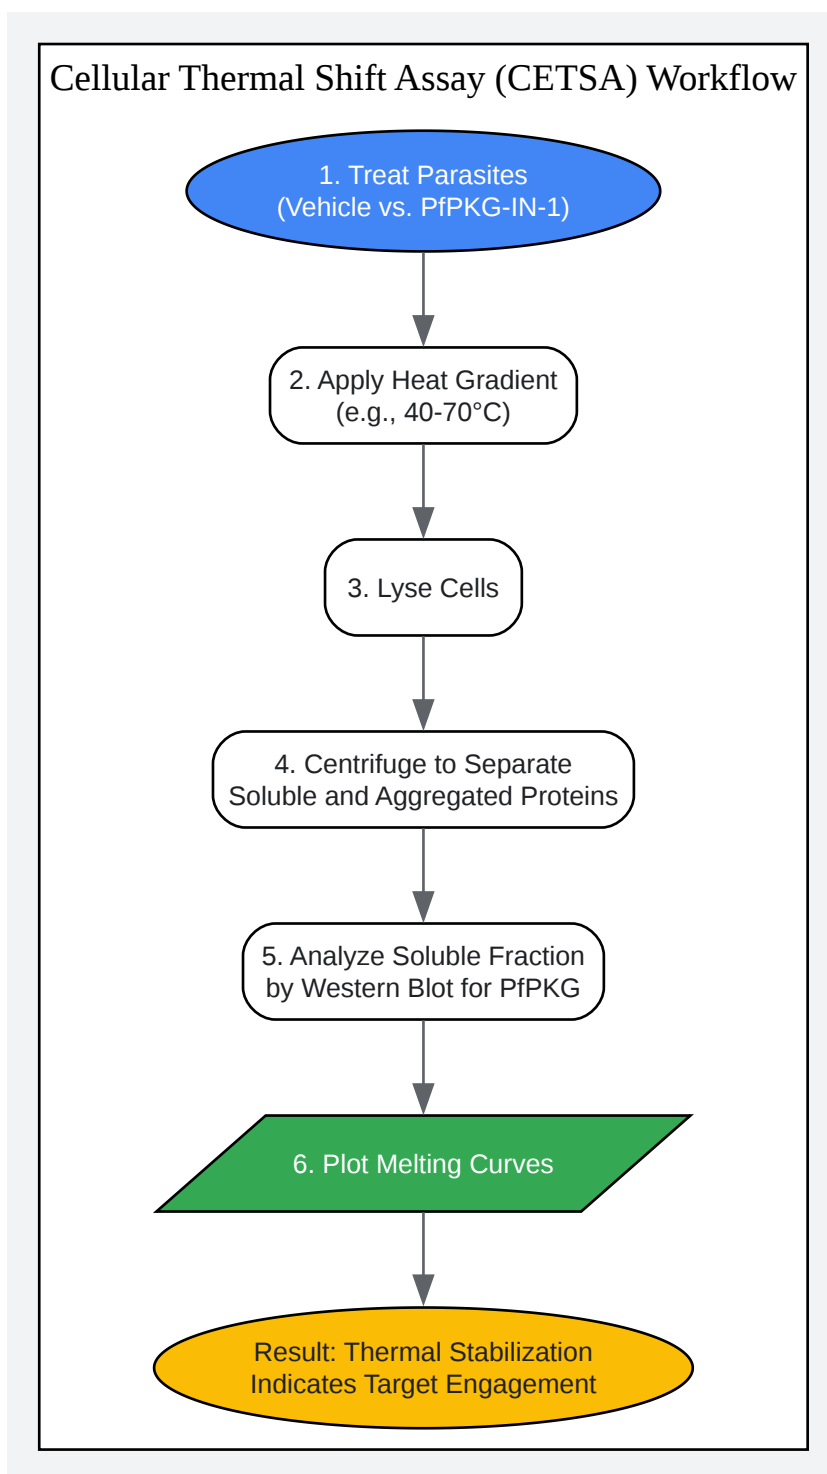 Cellular Thermal Shift Assay (CETSA) Workflow
1. Treat Parasites
(Vehicle vs. PfPKG-IN-1)
2. Apply Heat Gradient
(e.g., 40-70°C)
3. Lyse Cells
4. Centrifuge to Separate
Soluble and Aggregated Proteins
5. Analyze Soluble Fraction
by Western Blot for PfPKG
6. Plot Melting Curves
Result: Thermal Stabilization
Indicates Target Engagement